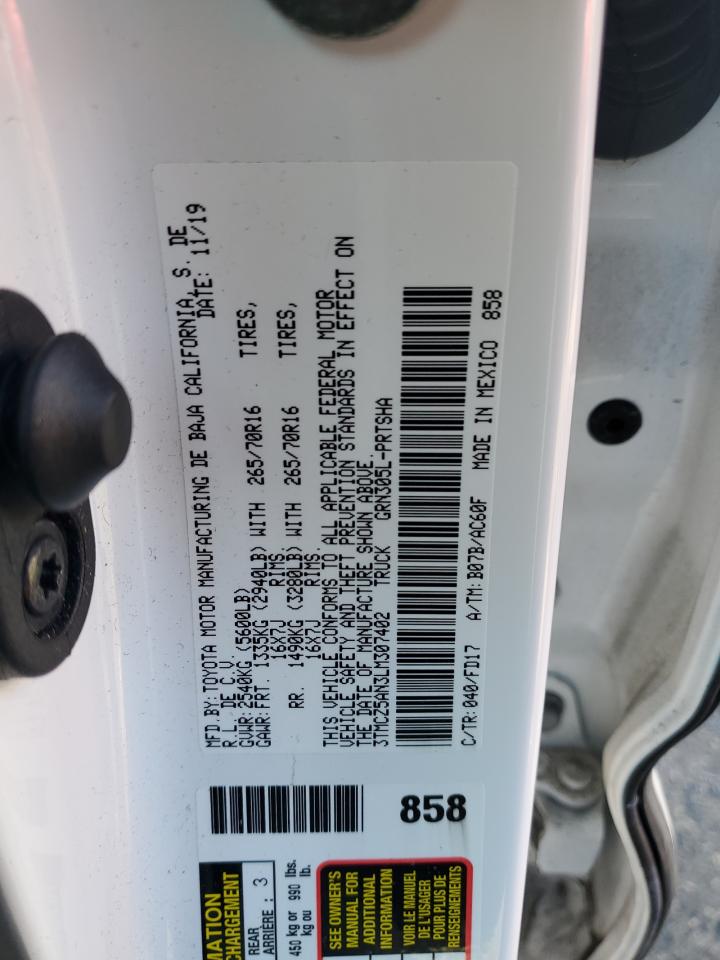 MFD.BY:TOYOTA MOTOR MANUFACTURING DE BAJA CALIFORNIA, S. DE
R.L. DE C.V. DATE: 11/19
GVWR:2540KG (5600LB)
GAWR:FRT. 1335KG (2940LB) WITH 265/70R16 TIRES,
16X7J RIMS,
RR. 1490KG (3280LB) WITH 265/70R16 TIRES,
16X7J RIMS.
THIS VEHICLE CONFORMS TO ALL APPLICABLE FEDERAL MOTOR
VEHICLE SAFETY AND THEFT PREVENTION STANDARDS IN EFFECT ON
THE DATE OF MANUFACTURE SHOWN ABOVE.
3TMCZ5AN3LM307402 TRUCK GRN305L-PRTSHA
C/TR:040/FD17 A/TM:B07B/AC60F MADE IN MEXICO 858
858
REAR
ARRIÈRE : 3
450 kg or 990 lbs.
kg ou lb.
SEE OWNER'S
MANUAL FOR
ADDITIONAL
INFORMATION
VOIR LE MANUEL
DE L'USAGER
POUR PLUS DE
RENSEIGNEMENTS